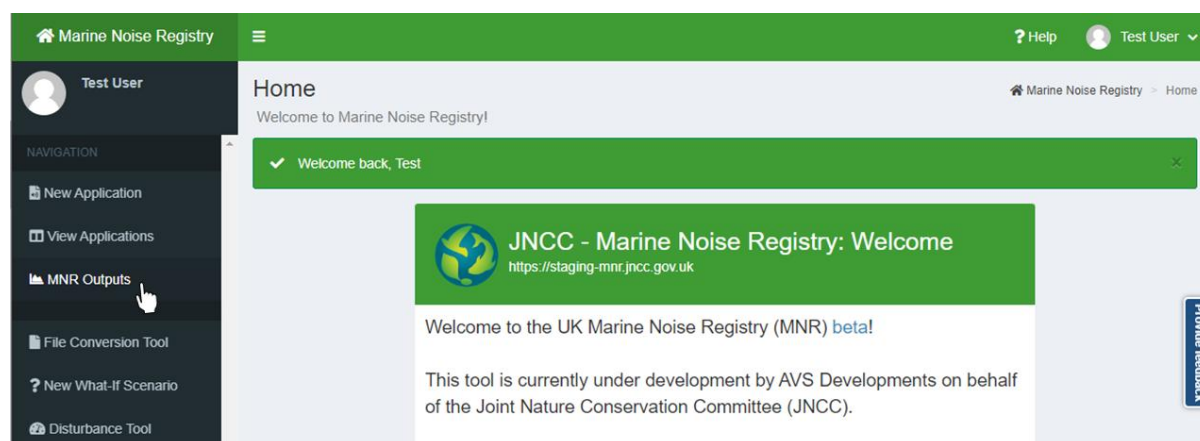 Marine Noise Registry
? Help
Test User
Test User
Home
Marine Noise Registry > Home
Welcome to Marine Noise Registry!
NAVIGATION
Welcome back, Test
×
New Application
View Applications
MNR Outputs
File Conversion Tool
? New What-If Scenario
Disturbance Tool
JNCC - Marine Noise Registry: Welcome
https://staging-mnr.jncc.gov.uk
Welcome to the UK Marine Noise Registry (MNR) beta!
This tool is currently under development by AVS Developments on behalf
of the Joint Nature Conservation Committee (JNCC).
Provide feedback